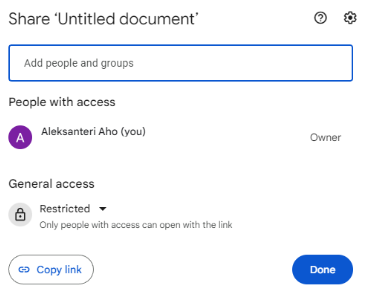 Share ‘Untitled document’
Add people and groups
People with access
A
Aleksanteri Aho (you)
Owner
General access
Restricted
Only people with access can open with the link
Copy link
Done